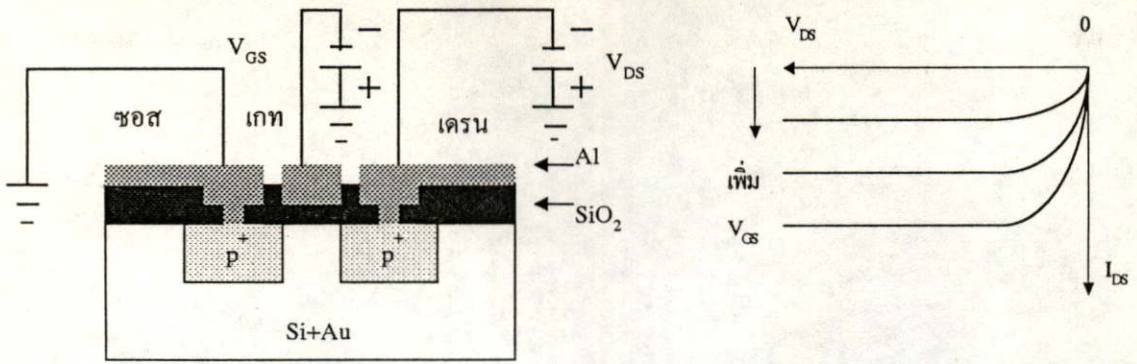 V_GS
V_DS
ซอส
เกท
เดรน
Al
SiO₂
p⁺
p⁺
Si+Au
V_DS
0
เพิ่ม
V_GS
I_DS
− + −
− + −